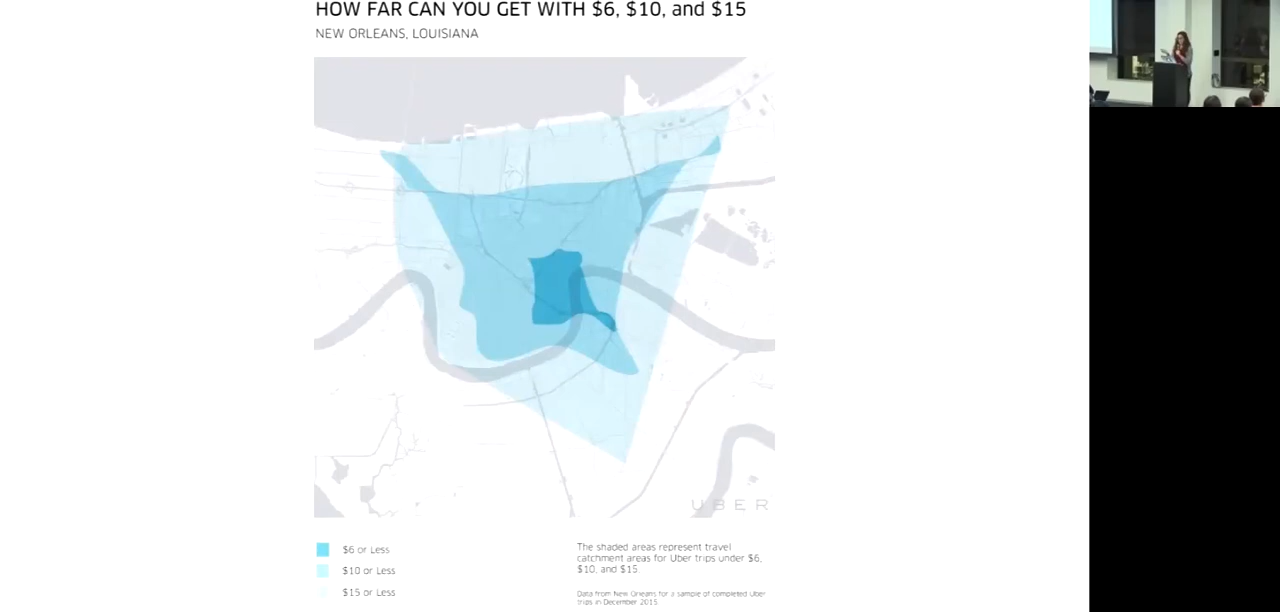 HOW FAR CAN YOU GET WITH $6, $10, and $15
NEW ORLEANS, LOUISIANA
UBER
$6 or Less
$10 or Less
$15 or Less
The shaded areas represent travel
catchment areas for Uber trips under $6,
$10, and $15.
Data from New Orleans for a sample of completed Uber
trips in December 2015